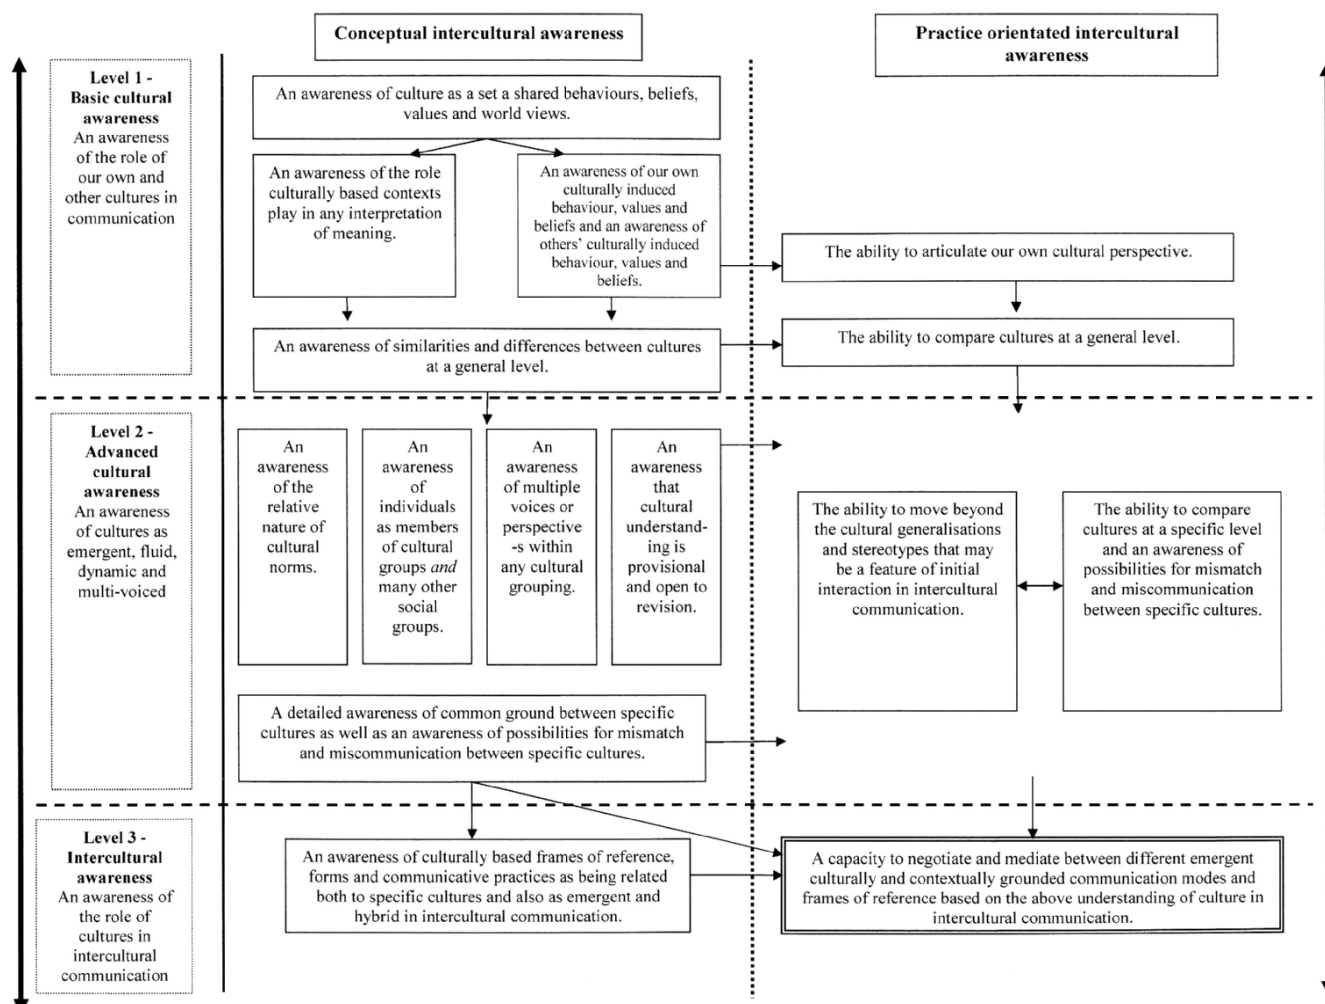 Conceptual intercultural awareness
Practice orientated intercultural
awareness
Level 1 -
Basic cultural
awareness
An awareness
of the role of
our own and
other cultures in
communication
An awareness of culture as a set a shared behaviours, beliefs,
values and world views.
An awareness of the role
culturally based contexts
play in any interpretation
of meaning.
An awareness of our own
culturally induced
behaviour, values and
beliefs and an awareness of
others’ culturally induced
behaviour, values and
beliefs.
The ability to articulate our own cultural perspective.
An awareness of similarities and differences between cultures
at a general level.
The ability to compare cultures at a general level.
Level 2 -
Advanced
cultural
awareness
An awareness
of cultures as
emergent, fluid,
dynamic and
multi-voiced
An
awareness
of the
relative
nature of
cultural
norms.
An
awareness
of
individuals
as members
of cultural
groups and
many other
social
groups.
An
awareness
of multiple
voices or
perspective
-s within
any cultural
grouping.
An
awareness
that
cultural
understand-
ing is
provisional
and open to
revision.
The ability to move beyond
the cultural generalisations
and stereotypes that may
be a feature of initial
interaction in intercultural
communication.
The ability to compare
cultures at a specific level
and an awareness of
possibilities for mismatch
and miscommunication
between specific cultures.
A detailed awareness of common ground between specific
cultures as well as an awareness of possibilities for mismatch
and miscommunication between specific cultures.
Level 3 -
Intercultural
awareness
An awareness of
the role of
cultures in
intercultural
communication
An awareness of culturally based frames of reference,
forms and communicative practices as being related
both to specific cultures and also as emergent and
hybrid in intercultural communication.
A capacity to negotiate and mediate between different emergent
culturally and contextually grounded communication modes and
frames of reference based on the above understanding of culture in
intercultural communication.